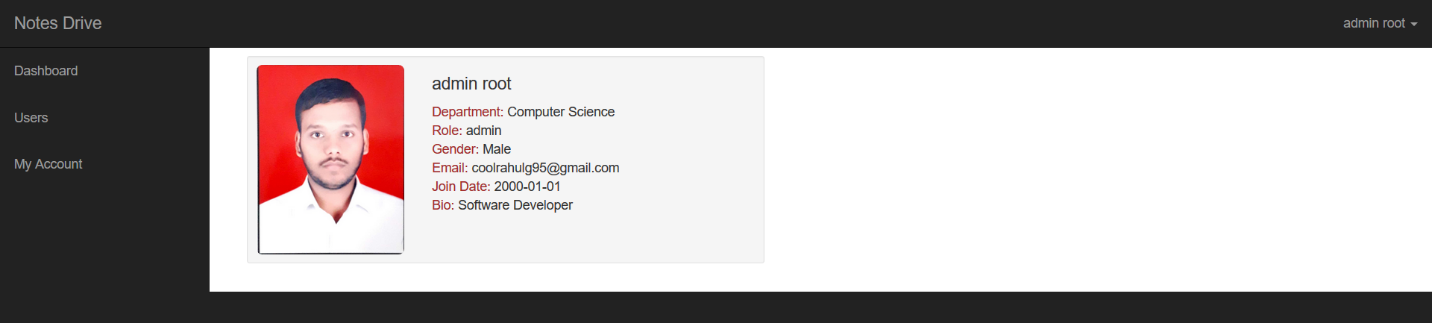 Notes Drive
admin root
Dashboard
Users
My Account
admin root
Department: Computer Science
Role: admin
Gender: Male
Email: coolrahulg95@gmail.com
Join Date: 2000-01-01
Bio: Software Developer